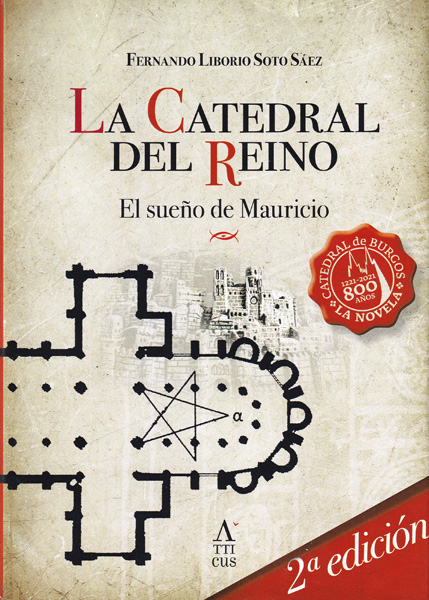 FERNANDO LIBORIO SOTO SÁEZ
LA CATEDRAL
DEL REINO
El sueño de Mauricio
CATEDRAL de BURGOS
1221-2021
800
AÑOS
LA NOVELA
α
A
TTI
CUS
2ª edición